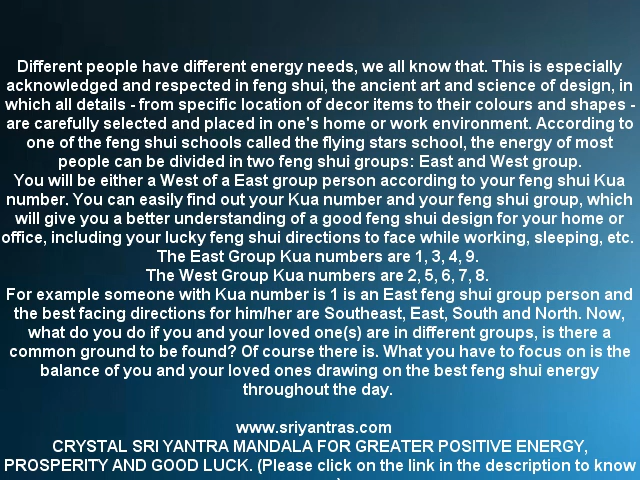 Different people have different energy needs, we all know that. This is especially
acknowledged and respected in feng shui, the ancient art and science of design, in
which all details - from specific location of decor items to their colours and shapes -
are carefully selected and placed in one's home or work environment. According to
one of the feng shui schools called the flying stars school, the energy of most
people can be divided in two feng shui groups: East and West group.
You will be either a West of a East group person according to your feng shui Kua
number. You can easily find out your Kua number and your feng shui group, which
will give you a better understanding of a good feng shui design for your home or
office, including your lucky feng shui directions to face while working, sleeping, etc.
The East Group Kua numbers are 1, 3, 4, 9.
The West Group Kua numbers are 2, 5, 6, 7, 8.
For example someone with Kua number is 1 is an East feng shui group person and
the best facing directions for him/her are Southeast, East, South and North. Now,
what do you do if you and your loved one(s) are in different groups, is there a
common ground to be found? Of course there is. What you have to focus on is the
balance of you and your loved ones drawing on the best feng shui energy
throughout the day.
www.sriyantras.com
CRYSTAL SRI YANTRA MANDALA FOR GREATER POSITIVE ENERGY,
PROSPERITY AND GOOD LUCK. (Please click on the link in the description to know